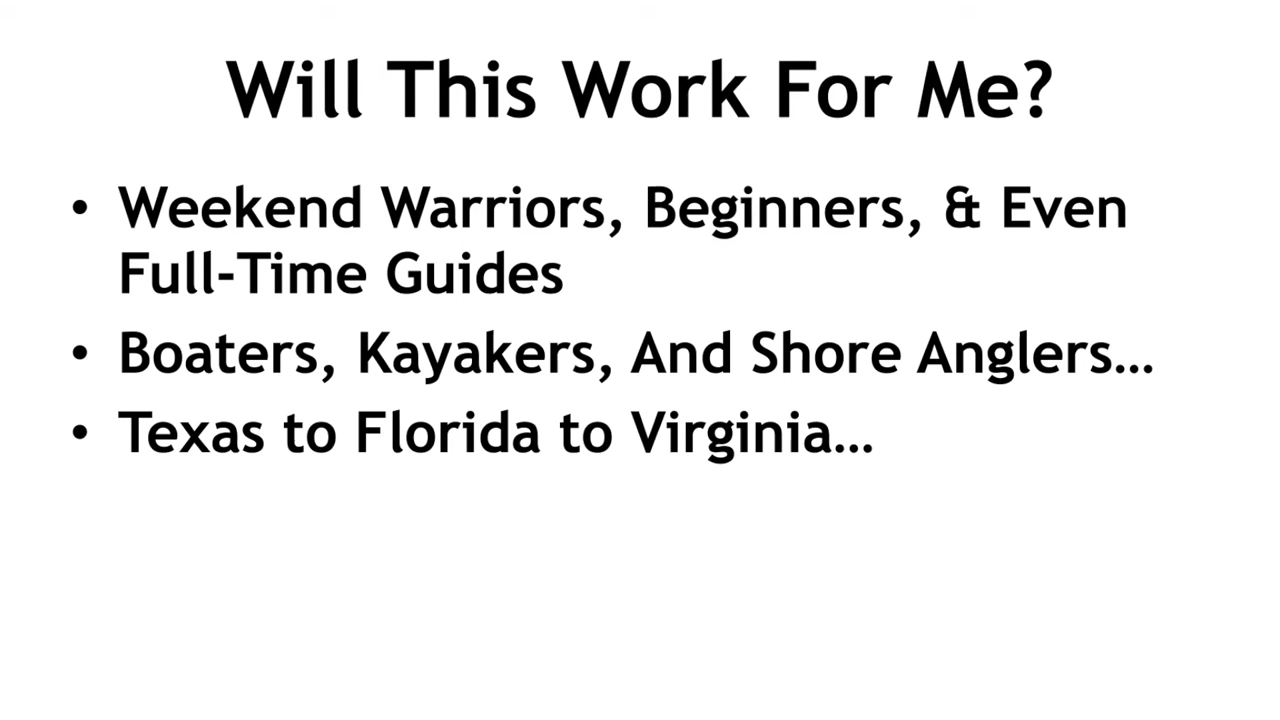 Will This Work For Me?
• Weekend Warriors, Beginners, & Even
Full-Time Guides
• Boaters, Kayakers, And Shore Anglers…
• Texas to Florida to Virginia…